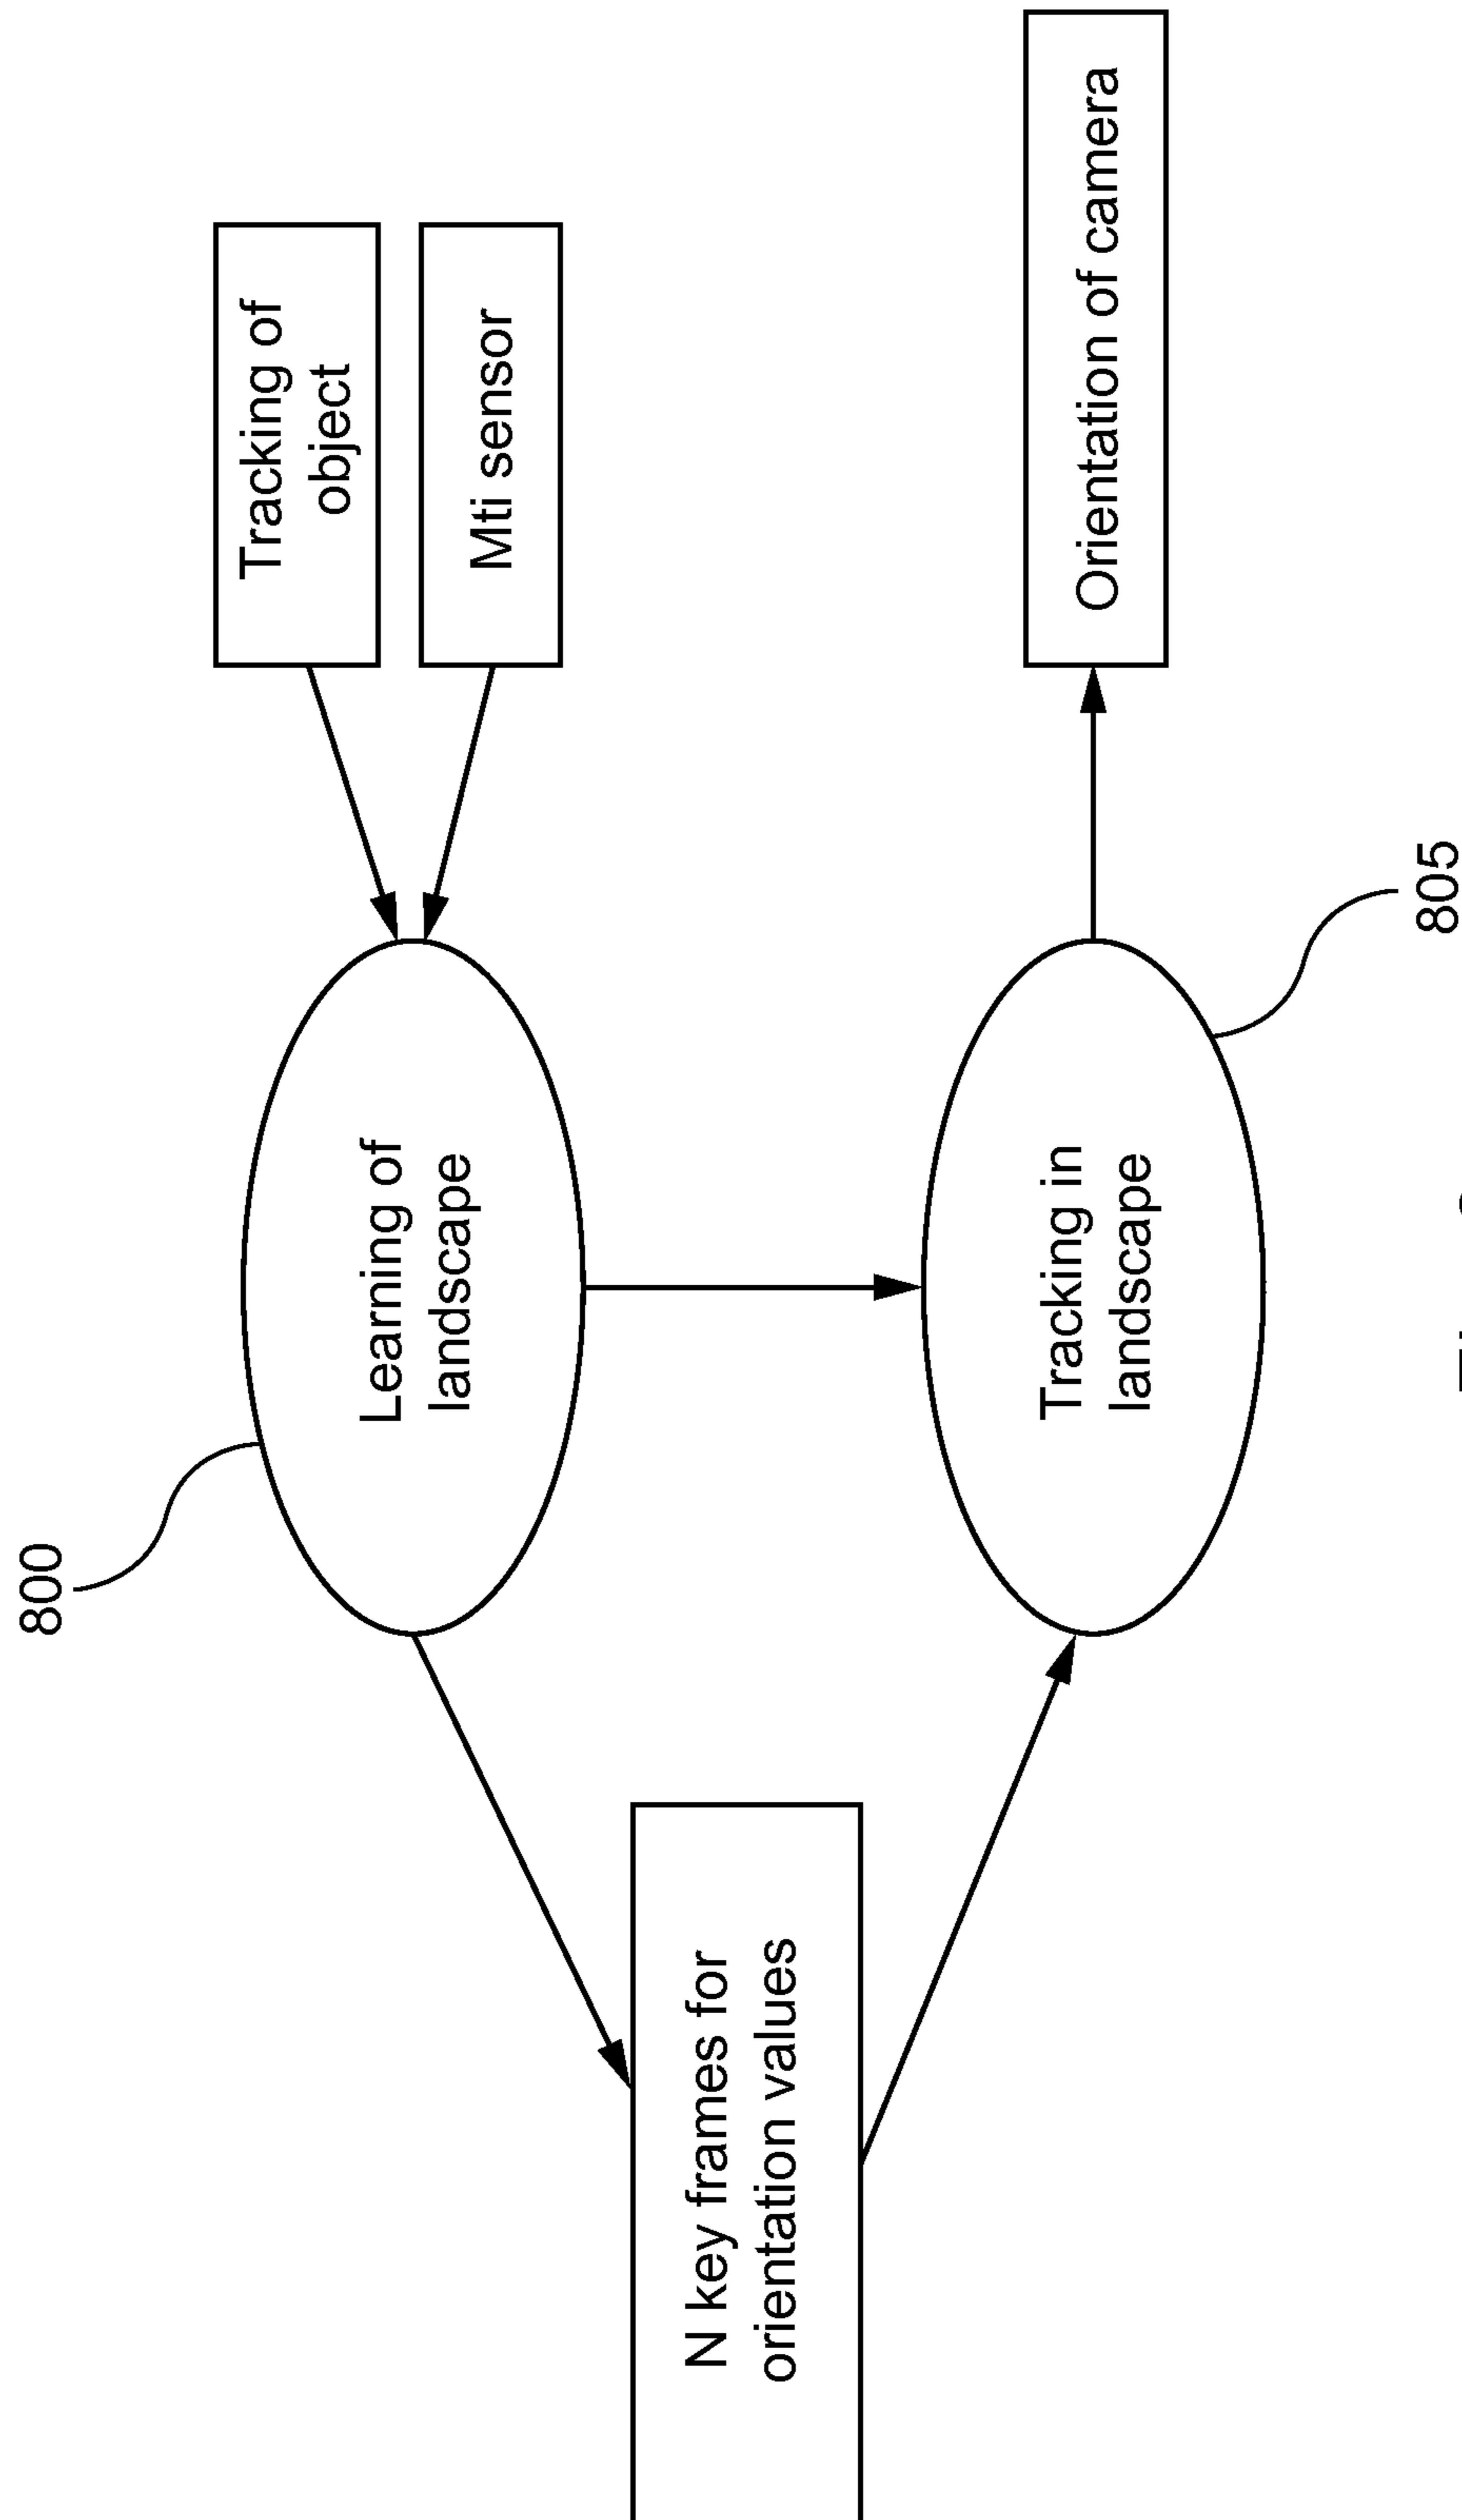 800
Tracking of
object
Learning of
landscape
Mti sensor
N key frames for
orientation values
Tracking in
landscape
Orientation of camera
805